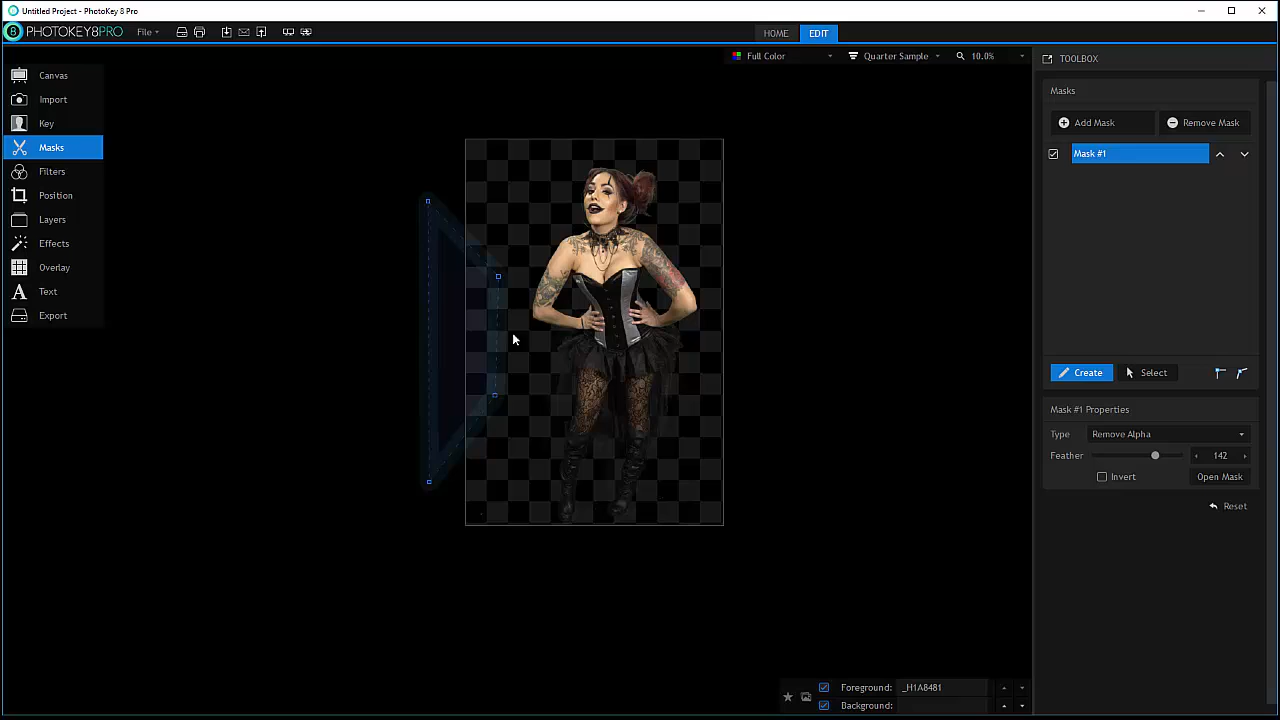 Untitled Project - PhotoKey 8 Pro
8 PHOTOKEY8PRO File HOME EDIT
Full Color Quarter Sample 10.0% TOOLBOX
Canvas
Import
Key
Masks
Filters
Position
Layers
Effects
Overlay
Text
Export
Masks
Add Mask Remove Mask
Mask #1
Create Select
Mask #1 Properties
Type Remove Alpha
Feather 142
Invert Open Mask
Reset
Foreground: _H1A8481
Background: